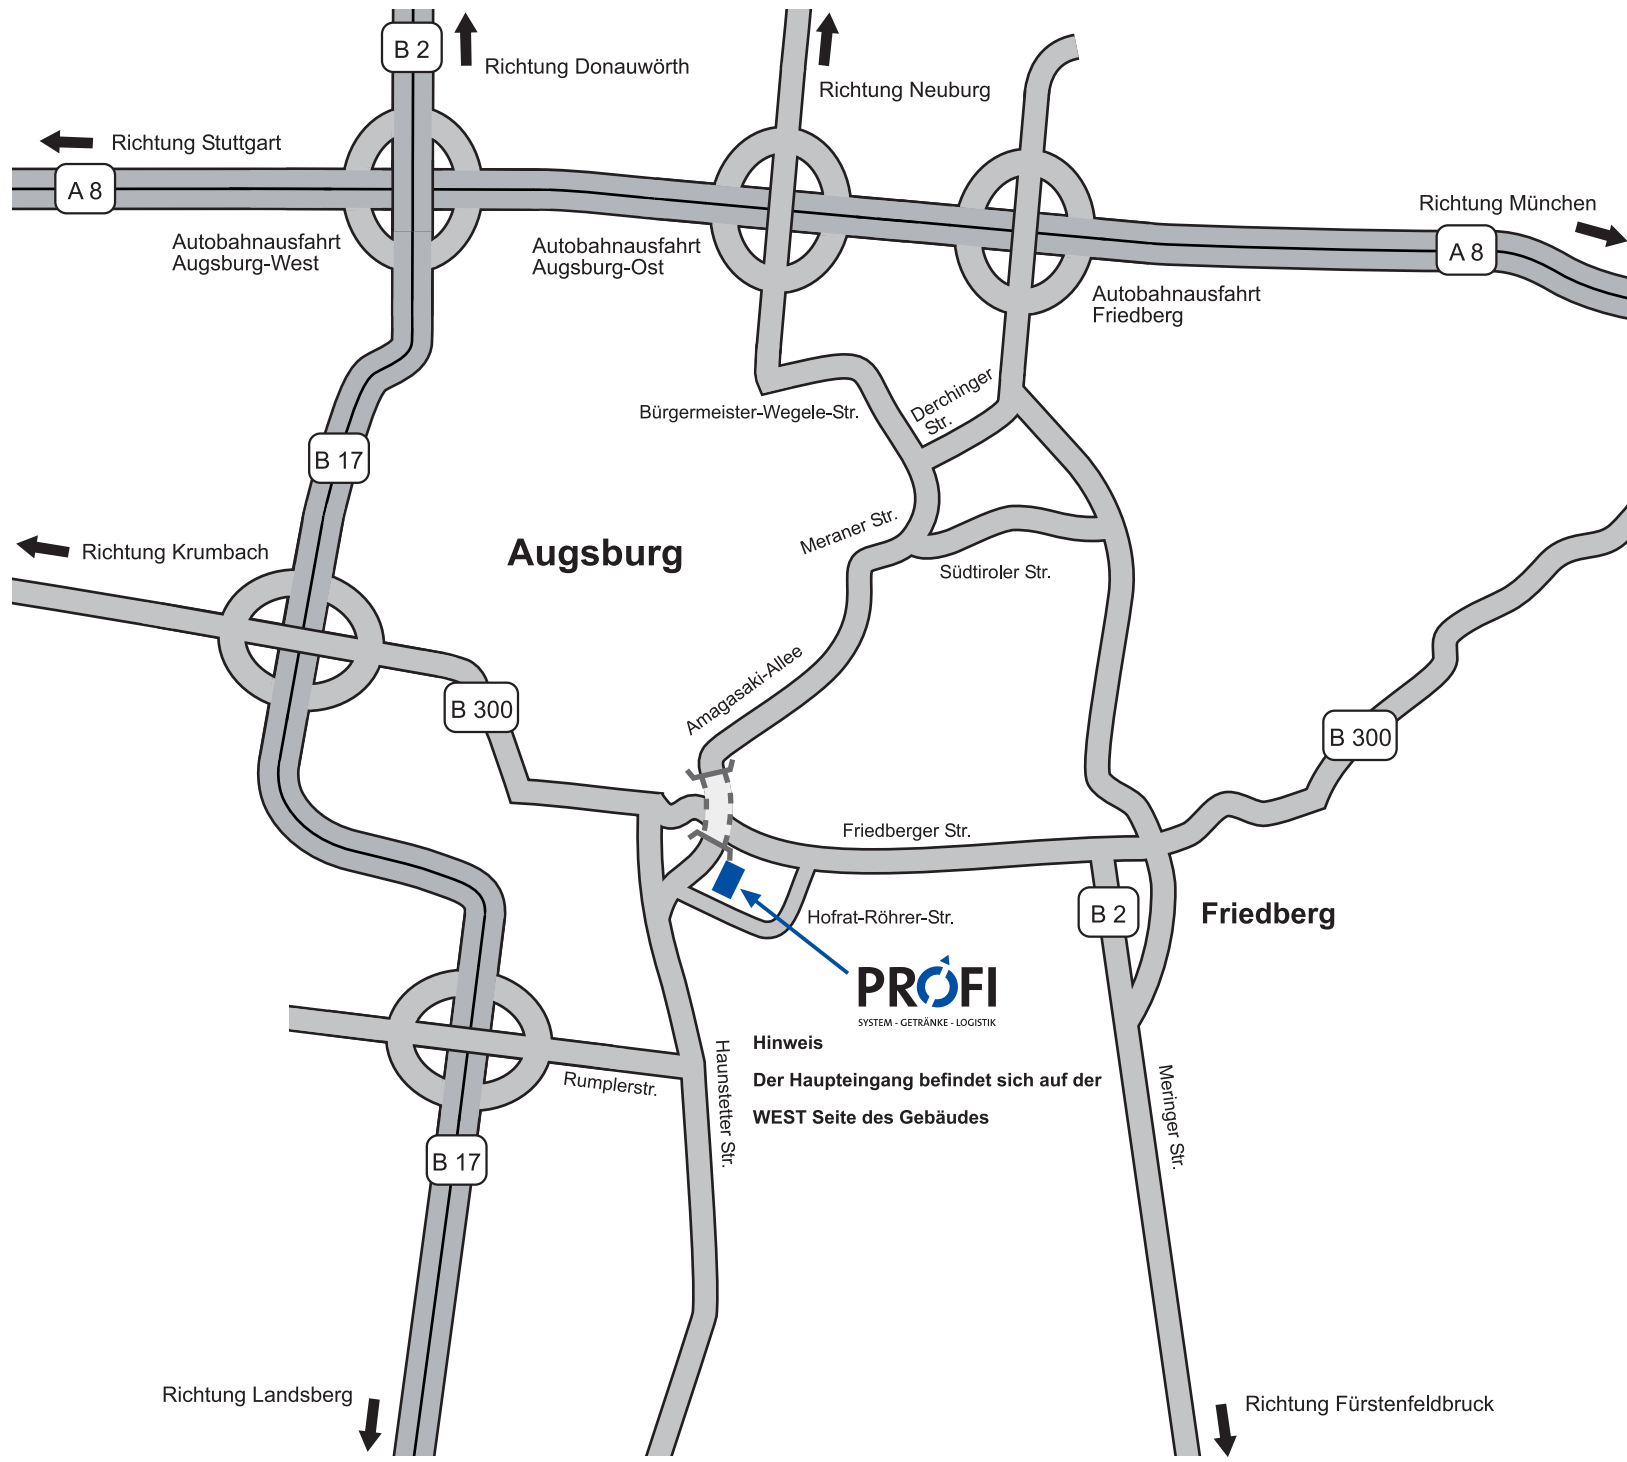 B 2
Richtung Donauwörth
Richtung Neuburg
Richtung Stuttgart
A 8
Richtung München
Autobahnausfahrt
Augsburg-West
Autobahnausfahrt
Augsburg-Ost
A 8
Autobahnausfahrt
Friedberg
Derchinger
Str.
Bürgermeister-Wegele-Str.
B 17
Meraner Str.
Richtung Krumbach
Augsburg
Südtiroler Str.
Amagasaki-Allee
B 300
B 300
Friedberger Str.
Hofrat-Röhrer-Str.
B 2
Friedberg
PROFI
SYSTEM - GETRÄNKE - LOGISTIK
Hinweis
Der Haupteingang befindet sich auf der
WEST Seite des Gebäudes
Rumplerstr.
Haunstetter Str.
Meringer Str.
B 17
Richtung Landsberg
Richtung Fürstenfeldbruck